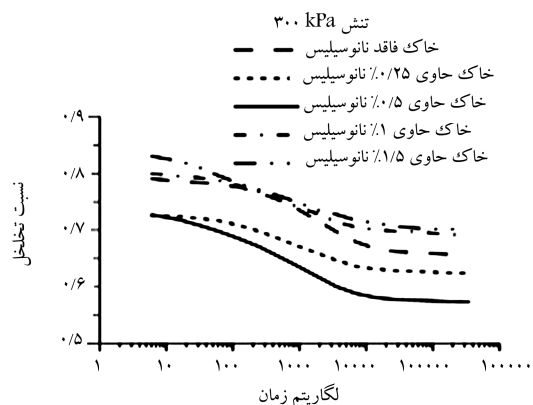 تنش ۳۰۰ kPa
خاک فاقد نانوسیلیس
خاک حاوی ۰/۲۵٪ نانوسیلیس
خاک حاوی ۰/۵٪ نانوسیلیس
خاک حاوی ۱٪ نانوسیلیس
خاک حاوی ۱/۵٪ نانوسیلیس
۰/۹
۰/۸
۰/۷
۰/۶
۰/۵
نسبت تخلخل
۱ ۱۰ ۱۰۰ ۱۰۰۰ ۱۰۰۰۰ ۱۰۰۰۰۰ ۱۰۰۰۰۰
لگاریتم زمان